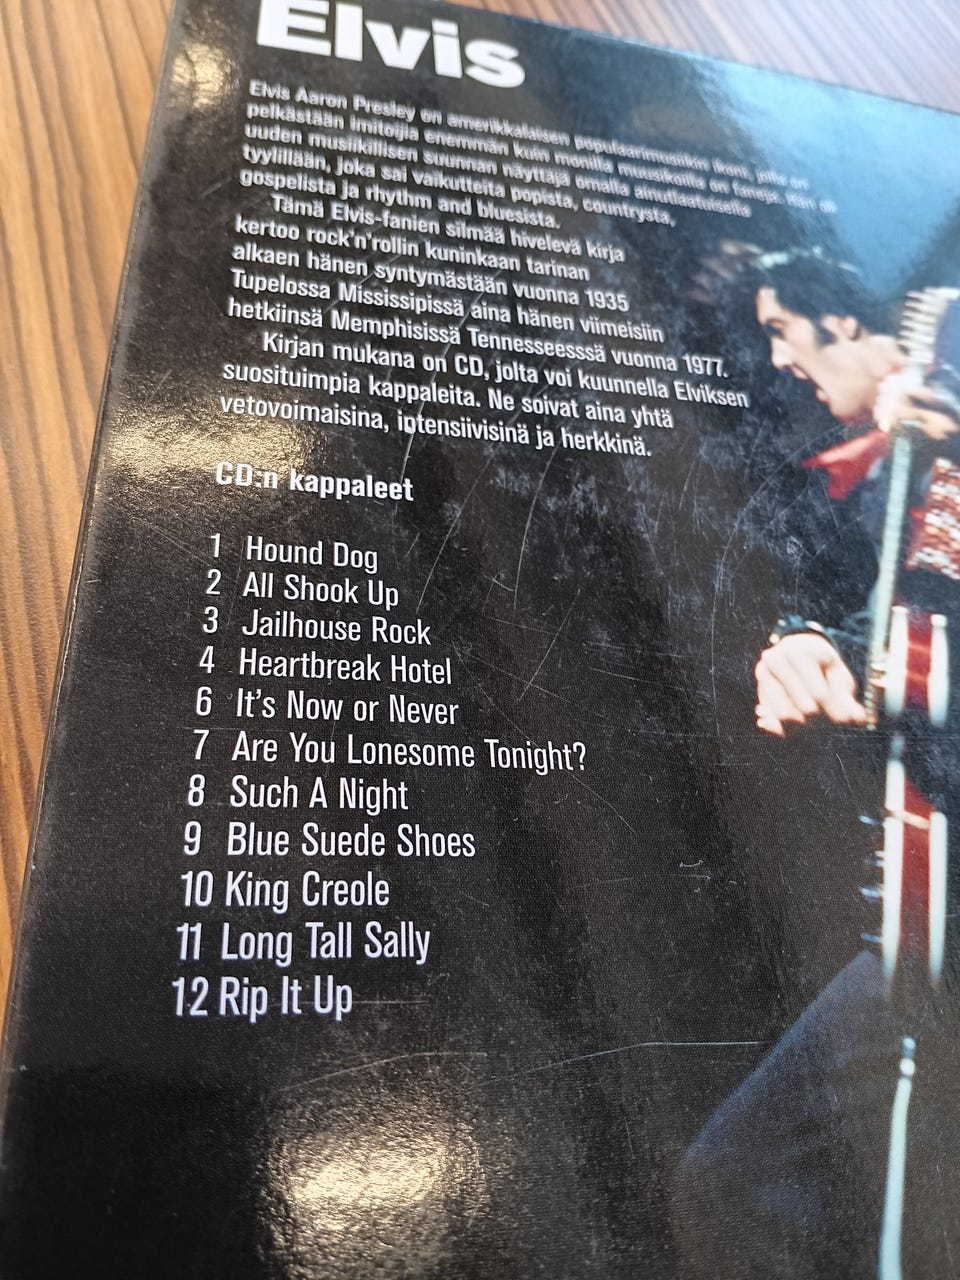 Elvis
Elvis Aaron Presley on amerikkalaisen populaarimusiikin ikoni, jolla on
pelkästään imitoijia enemmän kuin monilla muusikoilla on faneja. Hän oli
uuden musiikillisen suunnan näyttäjä omalla ainutlaatuisella
tyylillään, joka sai vaikutteita popista, countrysta,
gospelista ja rhythm and bluesista.
Tämä Elvis-fanien silmää hivelevä kirja
kertoo rock'n'rollin kuninkaan tarinan
alkaen hänen syntymästään vuonna 1935
Tupelossa Mississipissä aina hänen viimeisiin
hetkiinsä Memphisissä Tennesseesssä vuonna 1977.
Kirjan mukana on CD, jolta voi kuunnella Elviksen
suosituimpia kappaleita. Ne soivat aina yhtä
vetovoimaisina, intensiivisinä ja herkkinä.
CD:n kappaleet
1 Hound Dog
2 All Shook Up
3 Jailhouse Rock
4 Heartbreak Hotel
6 It's Now or Never
7 Are You Lonesome Tonight?
8 Such A Night
9 Blue Suede Shoes
10 King Creole
11 Long Tall Sally
12 Rip It Up